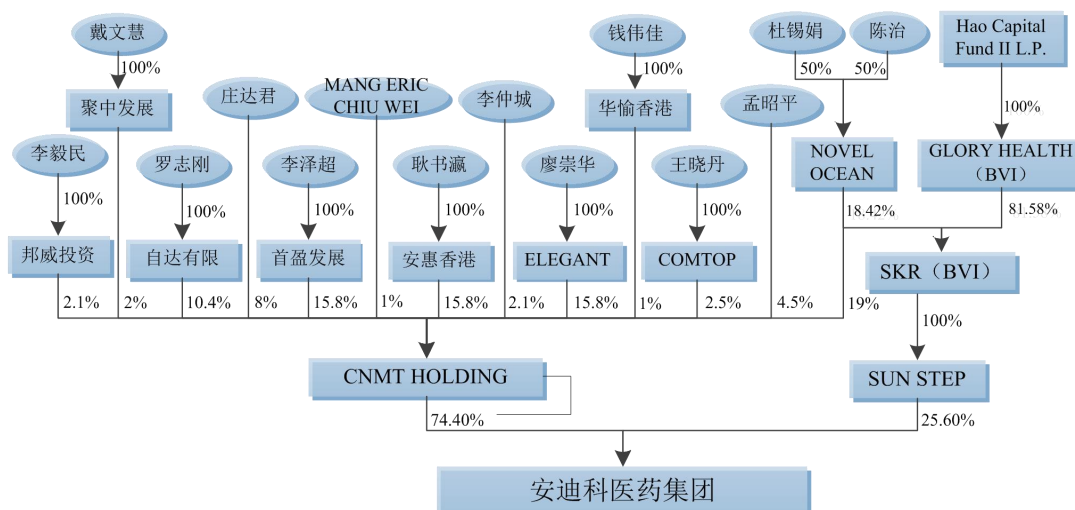 戴文慧
钱伟佳
杜锡娟
陈治
Hao Capital
Fund II L.P.
100%
100%
50%
50%
庄达君
MANG ERIC
CHIU WEI
李仲城
孟昭平
100%
聚中发展
华愉香港
李毅民
罗志刚
李泽超
耿书瀛
廖崇华
王晓丹
NOVEL
OCEAN
GLORY HEALTH
（BVI）
100%
100%
100%
100%
100%
100%
18.42%
81.58%
邦威投资
自达有限
首盈发展
安惠香港
ELEGANT
COMTOP
SKR（BVI）
2.1%
2%
10.4%
8%
15.8%
1%
15.8%
2.1%
15.8%
1%
2.5%
4.5%
19%
100%
CNMT HOLDING
SUN STEP
74.40%
25.60%
安迪科医药集团